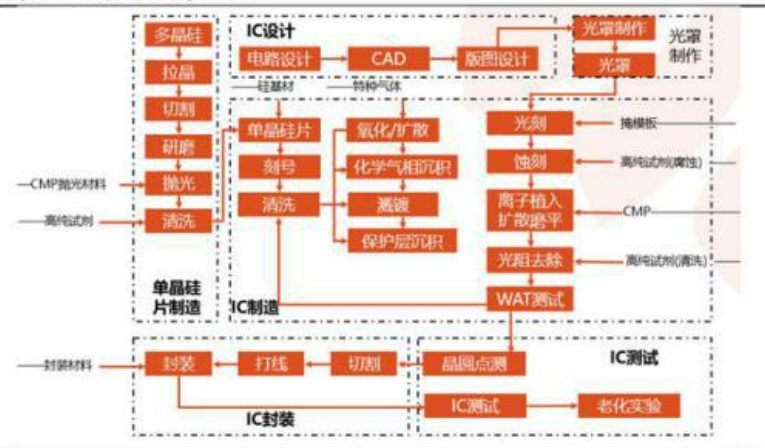 多晶硅
拉晶
切割
研磨
抛光
清洗
单晶硅
片制造
CMP抛光材料
高纯试剂
IC设计
电路设计
CAD
版图设计
光罩制作
光罩
光罩
制作
硅基材
特种气体
单晶硅片
刻号
清洗
氧化/扩散
化学气相沉积
溅镀
保护层沉积
光刻
蚀刻
离子植入
扩散磨平
光阻去除
WAT测试
掩模板
高纯试剂(腐蚀)
CMP
高纯试剂(清洗)
IC制造
封装材料
封装
打线
切割
IC封装
晶圆点测
IC测试
IC测试
老化实验